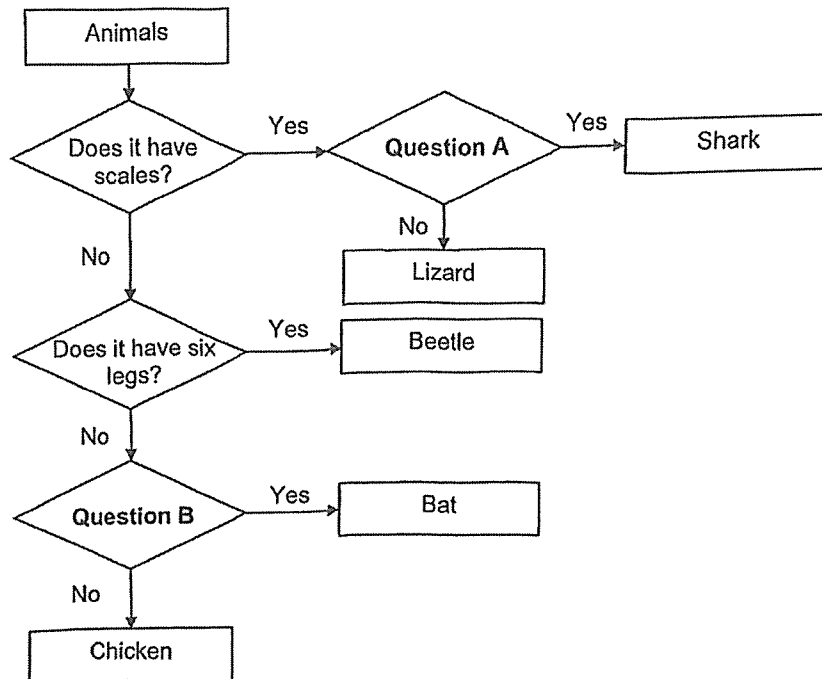 Animals
Does it have
scales?
Yes
Question A
Yes
Shark
No
Lizard
No
Does it have six
legs?
Yes
Beetle
No
Question B
Yes
Bat
No
Chicken